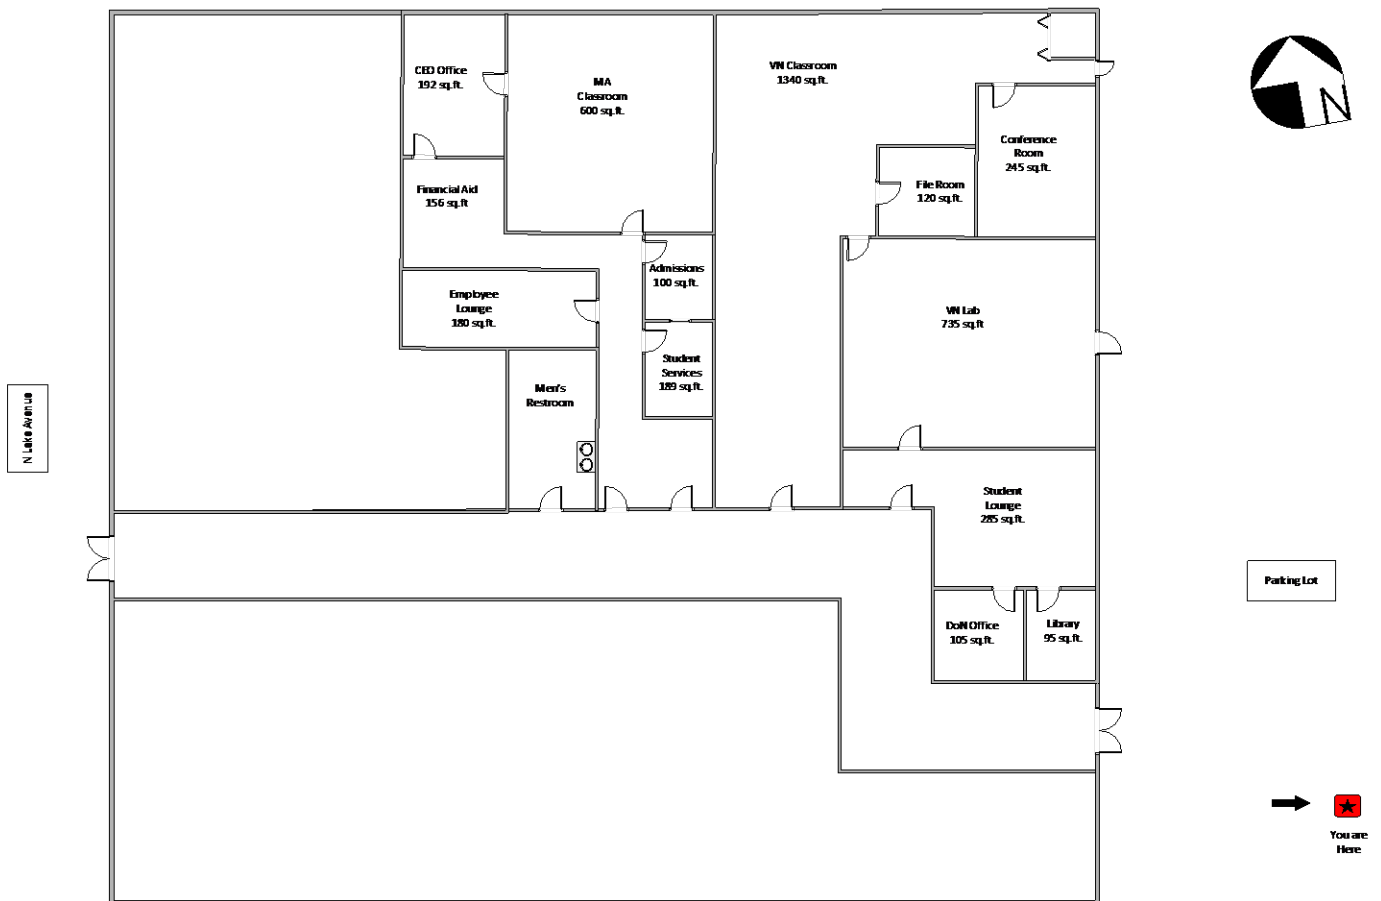 CEO Office
192 sq.ft.
MA
Classroom
600 sq.ft.
VN Classroom
1340 sq.ft.
N
Conference
Room
245 sq.ft.
Financial Aid
156 sq.ft
File Room
120 sq.ft.
Admissions
100 sq.ft.
Employee
Lounge
180 sq.ft.
VN Lab
735 sq.ft
Student
Services
189 sq.ft.
Men's
Restroom
N Lake Avenue
Student
Lounge
285 sq.ft.
Parking Lot
DoN Office
105 sq.ft.
Library
95 sq.ft.
You are
Here